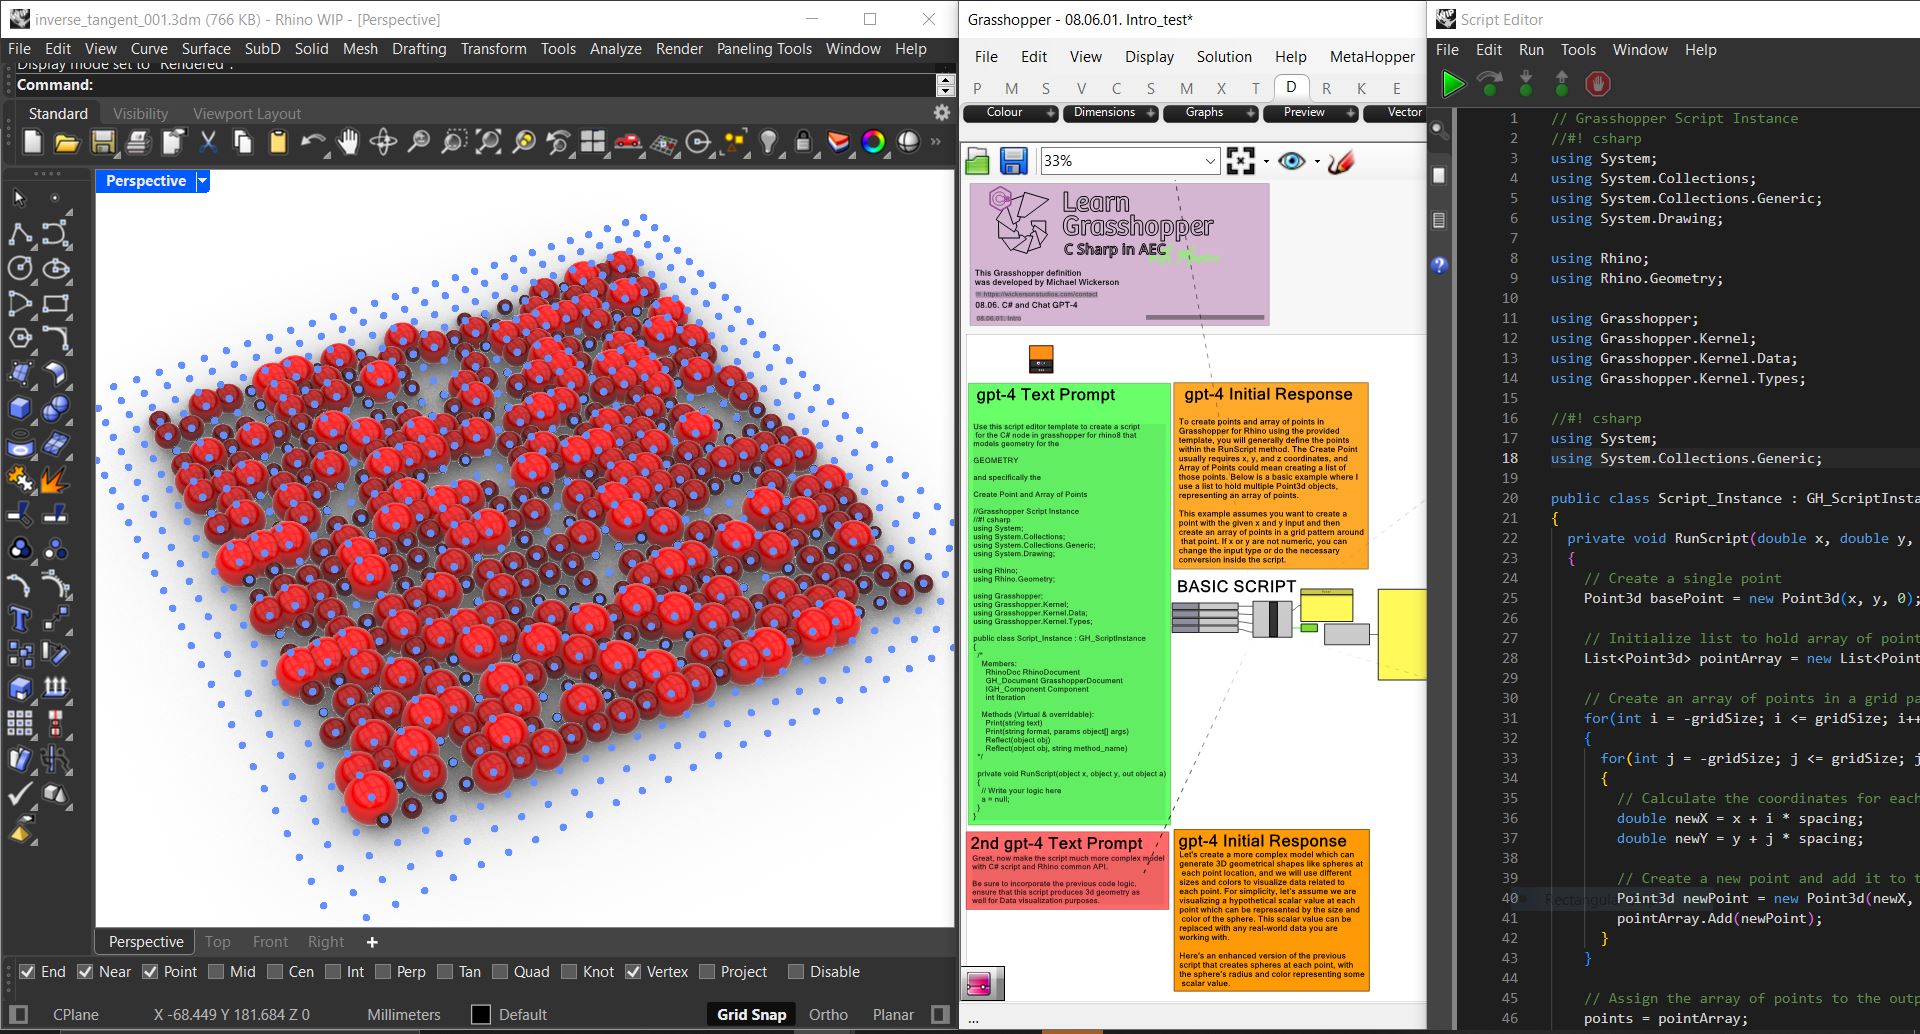 inverse_tangent_001.3dm (766 KB) - Rhino WIP - [Perspective]
File Edit View Curve Surface SubD Solid Mesh Drafting Transform Tools Analyze Render Paneling Tools Window Help
Display mode set to "Rendered".
Command:
Standard Visibility Viewport Layout
Perspective
Perspective Top Front Right
End Near Point Mid Cen Int Perp Tan Quad Knot Vertex Project Disable
CPlane X -68.449 Y 181.684 Z 0 Millimeters Default Grid Snap Ortho Planar
Grasshopper - 08.06.01. Intro_test*
File Edit View Display Solution Help MetaHopper
P M S V C S M X T D R K E
Colour Dimensions Graphs Preview Vector
33%
Learn
Grasshopper
C Sharp in AEC
This Grasshopper definition
was developed by Michael Wickerson
https://wickersonstudios.com/contact
08.06. C# and Chat GPT-4
08.06.01. Intro
gpt-4 Text Prompt
Use this script editor template to create a script
for the C# node in grasshopper for rhino8 that
models geometry for the
GEOMETRY
and specifically the
Create Point and Array of Points
//Grasshopper Script Instance
//#! csharp
using System;
using System.Collections;
using System.Collections.Generic;
using System.Drawing;
using Rhino;
using Rhino.Geometry;
using Grasshopper;
using Grasshopper.Kernel;
using Grasshopper.Kernel.Data;
using Grasshopper.Kernel.Types;
public class Script_Instance : GH_ScriptInstance
{
/*
Members:
RhinoDoc RhinoDocument
GH_Document GrasshopperDocument
IGH_Component Component
int Iteration
Methods (Virtual & overridable):
Print(string text)
Print(string format, params object[] args)
Reflect(object obj)
Reflect(object obj, string method_name)
*/
private void RunScript(object x, object y, out object a)
{
// Write your logic here
a = null;
}
}
gpt-4 Initial Response
To create points and array of points in
Grasshopper for Rhino using the provided
template, you will generally define the points
within the RunScript method. The Create Point
usually requires x, y, and z coordinates, and
Array of Points could mean creating a list of
those points. Below is a basic example where I
use a list to hold multiple Point3d objects,
representing an array of points.
This example assumes you want to create a
point with the given x and y input and then
create an array of points in a grid pattern around
that point. If x or y are not numeric, you can
change the input type or do the necessary
conversion inside the script.
BASIC SCRIPT
2nd gpt-4 Text Prompt
Great, now make the script much more complex model
with C# script and Rhino common API.
Be sure to incorporate the previous code logic,
ensure that this script produces 3d geometry as
well for Data visualization purposes.
gpt-4 Initial Response
Let's create a more complex model which can
generate 3D geometrical shapes like spheres at
each point location, and we will use different
sizes and colors to visualize data related to
each point. For simplicity, let's assume we are
visualizing a hypothetical scalar value at each
point which can be represented by the size and
color of the sphere. This scalar value can be
replaced with any real-world data you are
working with.
Here's an enhanced version of the previous
script that creates spheres at each point, with
the sphere's radius and color representing some
scalar value.
...
Script Editor
File Edit Run Tools Window Help
1 // Grasshopper Script Instance
2 //#! csharp
3 using System;
4 using System.Collections;
5 using System.Collections.Generic;
6 using System.Drawing;
7
8 using Rhino;
9 using Rhino.Geometry;
10
11 using Grasshopper;
12 using Grasshopper.Kernel;
13 using Grasshopper.Kernel.Data;
14 using Grasshopper.Kernel.Types;
15
16 //#! csharp
17 using System;
18 using System.Collections.Generic;
19
20 public class Script_Instance : GH_ScriptInsta
21 {
22 private void RunScript(double x, double y,
23 {
24 // Create a single point
25 Point3d basePoint = new Point3d(x, y, 0);
26
27 // Initialize list to hold array of point
28 List<Point3d> pointArray = new List<Point
29
30 // Create an array of points in a grid pa
31 for(int i = -gridSize; i <= gridSize; i++
32 {
33 for(int j = -gridSize; j <= gridSize; j
34 {
35 // Calculate the coordinates for each
36 double newX = x + i * spacing;
37 double newY = y + j * spacing;
38
39 // Create a new point and add it to t
40 Point3d newPoint = new Point3d(newX,
41 pointArray.Add(newPoint);
42 }
43 }
44
45 // Assign the array of points to the outp
46 points = pointArray;